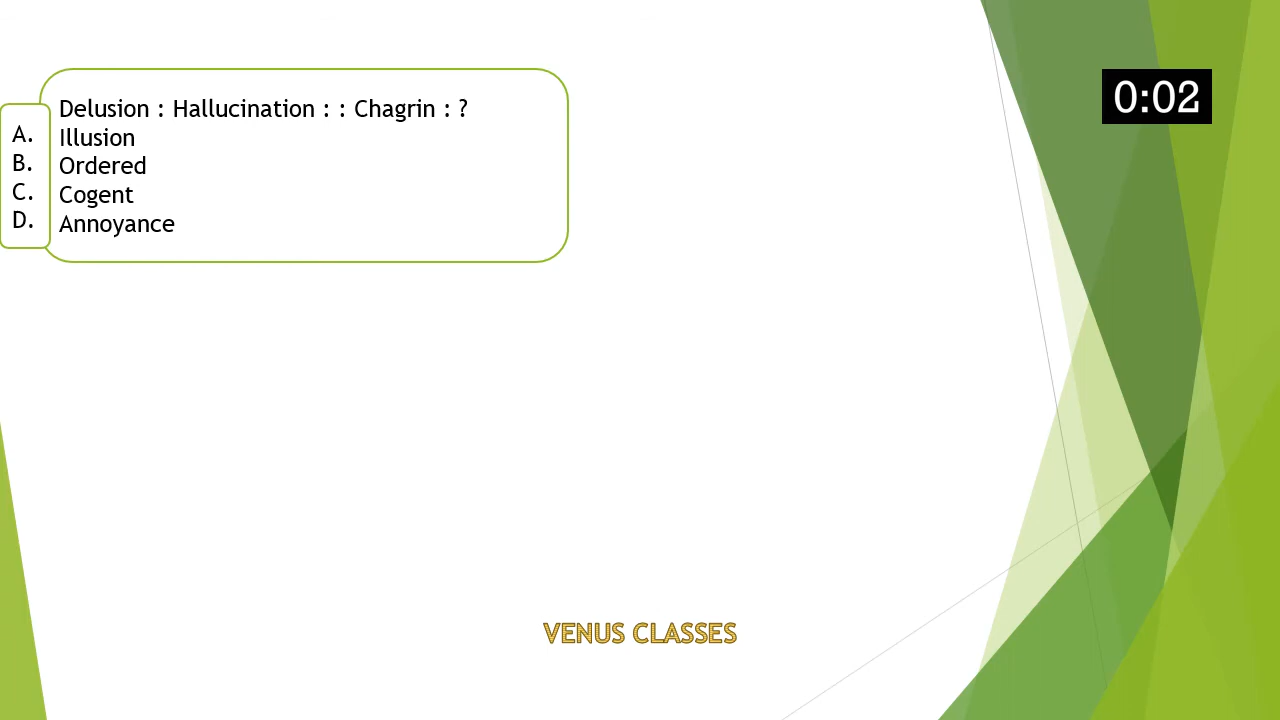 Delusion : Hallucination : : Chagrin : ?
A. Illusion
B. Ordered
C. Cogent
D. Annoyance
0:02
VENUS CLASSES